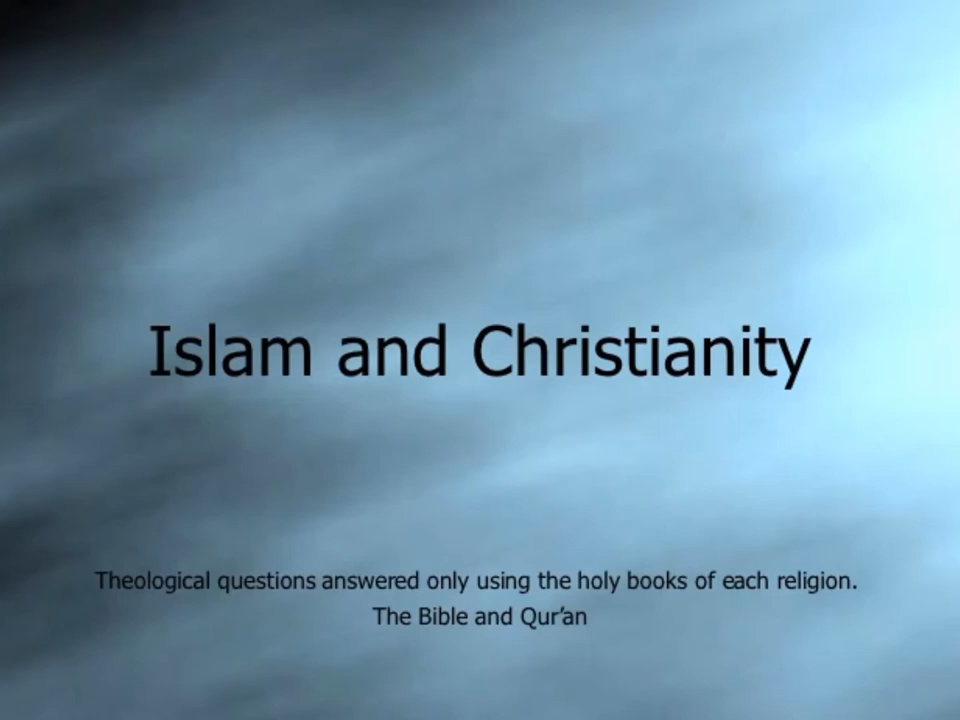 Islam and Christianity
Theological questions answered only using the holy books of each religion.
The Bible and Qur’an